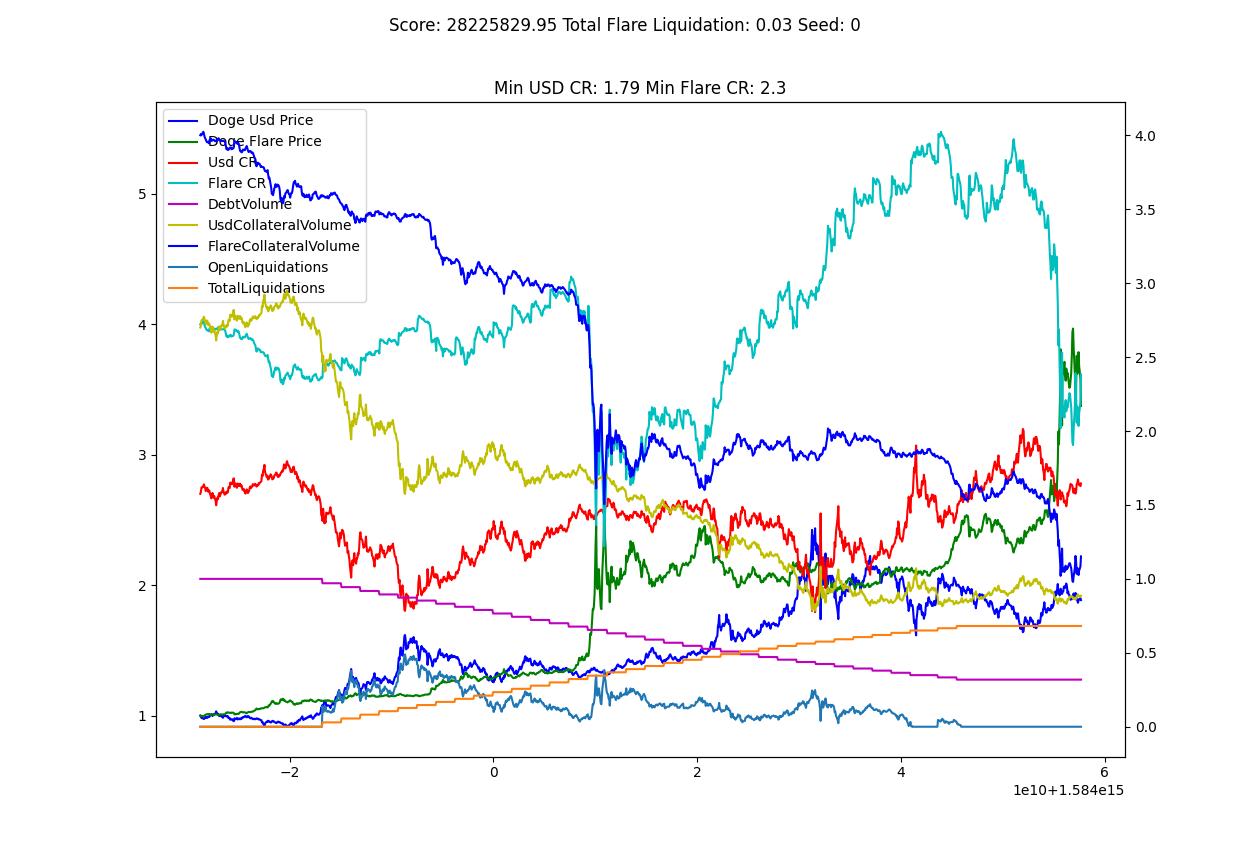 Score: 28225829.95 Total Flare Liquidation: 0.03 Seed: 0
Min USD CR: 1.79 Min Flare CR: 2.3
Doge Usd Price
Doge Flare Price
Usd CR
Flare CR
DebtVolume
UsdCollateralVolume
FlareCollateralVolume
OpenLiquidations
TotalLiquidations
5
4
3
2
1
4.0
3.5
3.0
2.5
2.0
1.5
1.0
0.5
0.0
−2
0
2
4
6
1e10+1.584e15